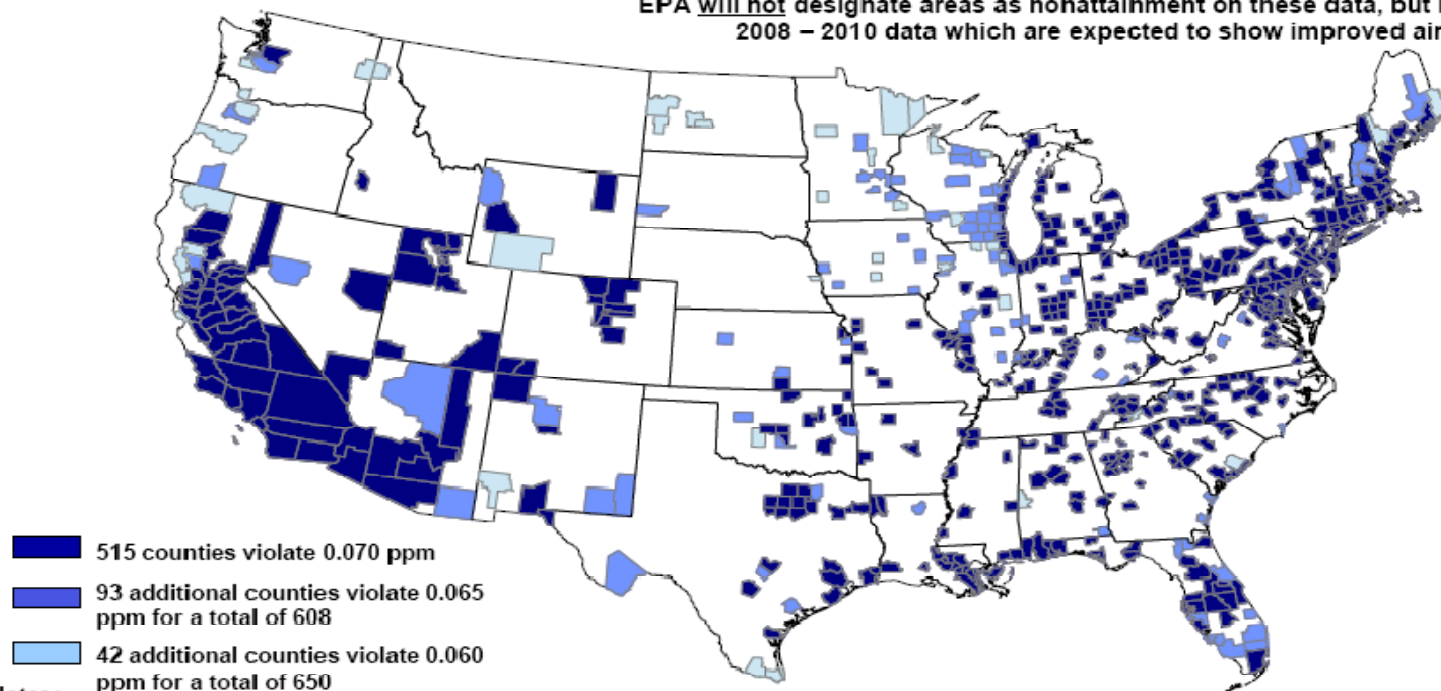 EPA will not designate areas as nonattainment on these data, but
2008 – 2010 data which are expected to show improved air
515 counties violate 0.070 ppm
93 additional counties violate 0.065
ppm for a total of 608
42 additional counties violate 0.060
ppm for a total of 650